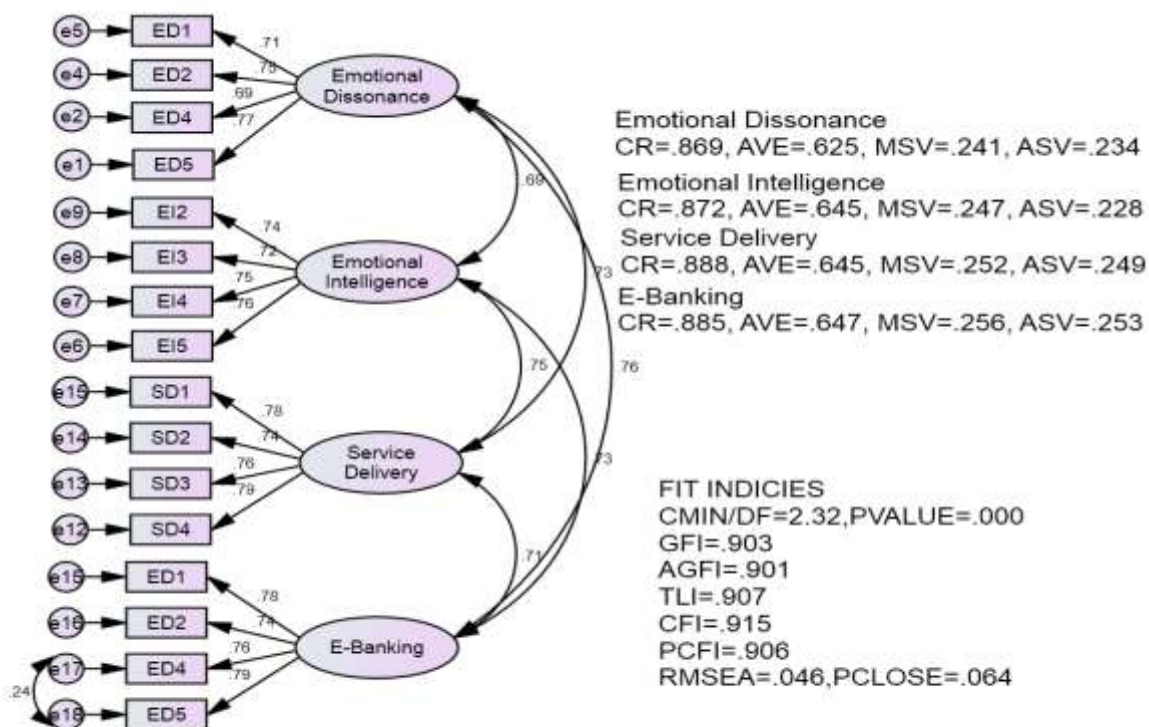 e5 ED1
.71
e4 ED2
.75
e2 ED4
.69
e1 ED5
.77
Emotional
Dissonance
e9 EI2
.74
e8 EI3
.72
e7 EI4
.75
e6 EI5
.76
Emotional
Intelligence
e15 SD1
.78
e14 SD2
.74
e13 SD3
.76
e12 SD4
.79
Service
Delivery
e15 ED1
.78
e16 ED2
.74
e17 ED4
.76
e18 ED5
.79
.24
E-Banking
.69
.73
.75
.76
.73
.71
Emotional Dissonance
CR=.869, AVE=.625, MSV=.241, ASV=.234
Emotional Intelligence
CR=.872, AVE=.645, MSV=.247, ASV=.228
Service Delivery
CR=.888, AVE=.645, MSV=.252, ASV=.249
E-Banking
CR=.885, AVE=.647, MSV=.256, ASV=.253
FIT INDICIES
CMIN/DF=2.32,PVALUE=.000
GFI=.903
AGFI=.901
TLI=.907
CFI=.915
PCFI=.906
RMSEA=.046,PCLOSE=.064